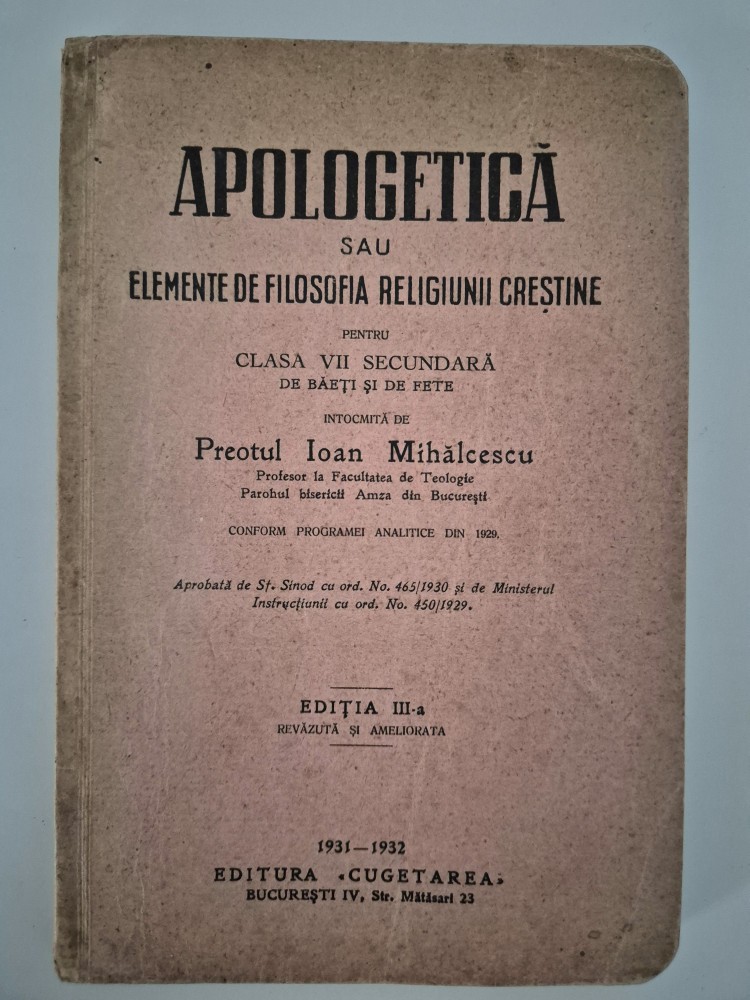 APOLOGETICĂ
SAU
ELEMENTE DE FILOSOFIA RELIGIUNII CREȘTINE
PENTRU
CLASA VII SECUNDARĂ
DE BĂEȚI ȘI DE FETE
INTOCMITĂ DE
Preotul Ioan Mihălcescu
Profesor la Facultatea de Teologie
Parohul bisericii Amza din București
CONFORM PROGRAMEI ANALITICE DIN 1929.
Aprobată de Sf. Sinod cu ord. No. 465/1930 și de Ministerul
Instrucțiunii cu ord. No. 450/1929.
EDIȚIA III-a
REVĂZUTĂ ȘI AMELIORATA
1931—1932
EDITURA «CUGETAREA»
BUCUREȘTI IV, Str. Mătăsari 23